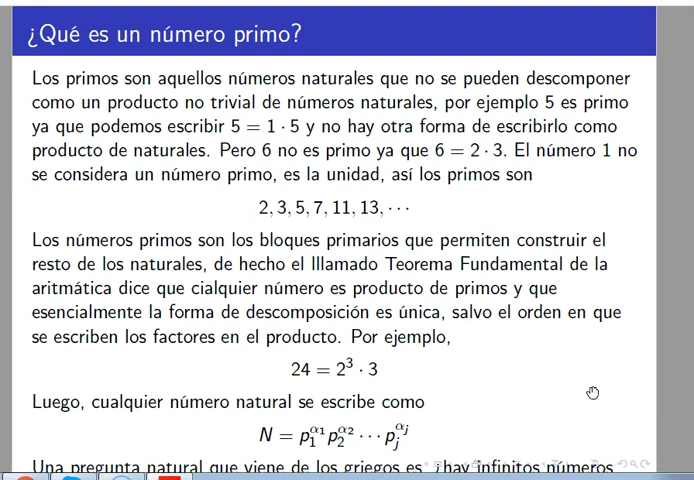 ¿Qué es un número primo?
Los primos son aquellos números naturales que no se pueden descomponer
como un producto no trivial de números naturales, por ejemplo 5 es primo
ya que podemos escribir 5 = 1 · 5 y no hay otra forma de escribirlo como
producto de naturales. Pero 6 no es primo ya que 6 = 2 · 3. El número 1 no
se considera un número primo, es la unidad, así los primos son
2, 3, 5, 7, 11, 13, · · ·
Los números primos son los bloques primarios que permiten construir el
resto de los naturales, de hecho el lllamado Teorema Fundamental de la
aritmática dice que cialquier número es producto de primos y que
esencialmente la forma de descomposición es única, salvo el orden en que
se escriben los factores en el producto. Por ejemplo,
24 = 2³ · 3
Luego, cualquier número natural se escribe como
N = p₁^α₁ p₂^α₂ · · · pⱼ^αⱼ
Una pregunta natural que viene de los griegos es ¿hay infinitos números